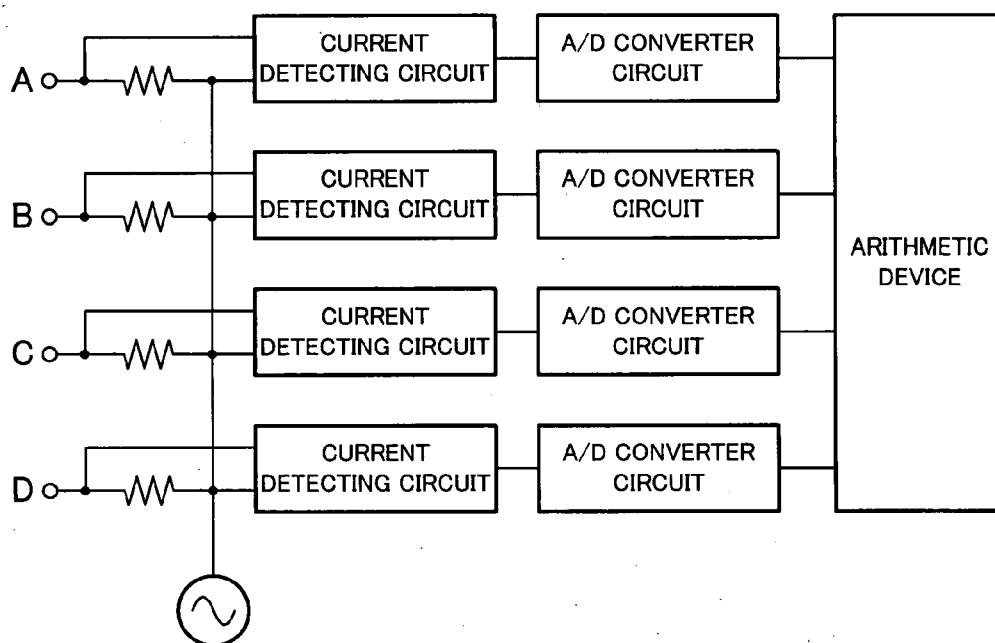 A
CURRENT
DETECTING CIRCUIT
A/D CONVERTER
CIRCUIT
B
CURRENT
DETECTING CIRCUIT
A/D CONVERTER
CIRCUIT
ARITHMETIC
DEVICE
C
CURRENT
DETECTING CIRCUIT
A/D CONVERTER
CIRCUIT
D
CURRENT
DETECTING CIRCUIT
A/D CONVERTER
CIRCUIT